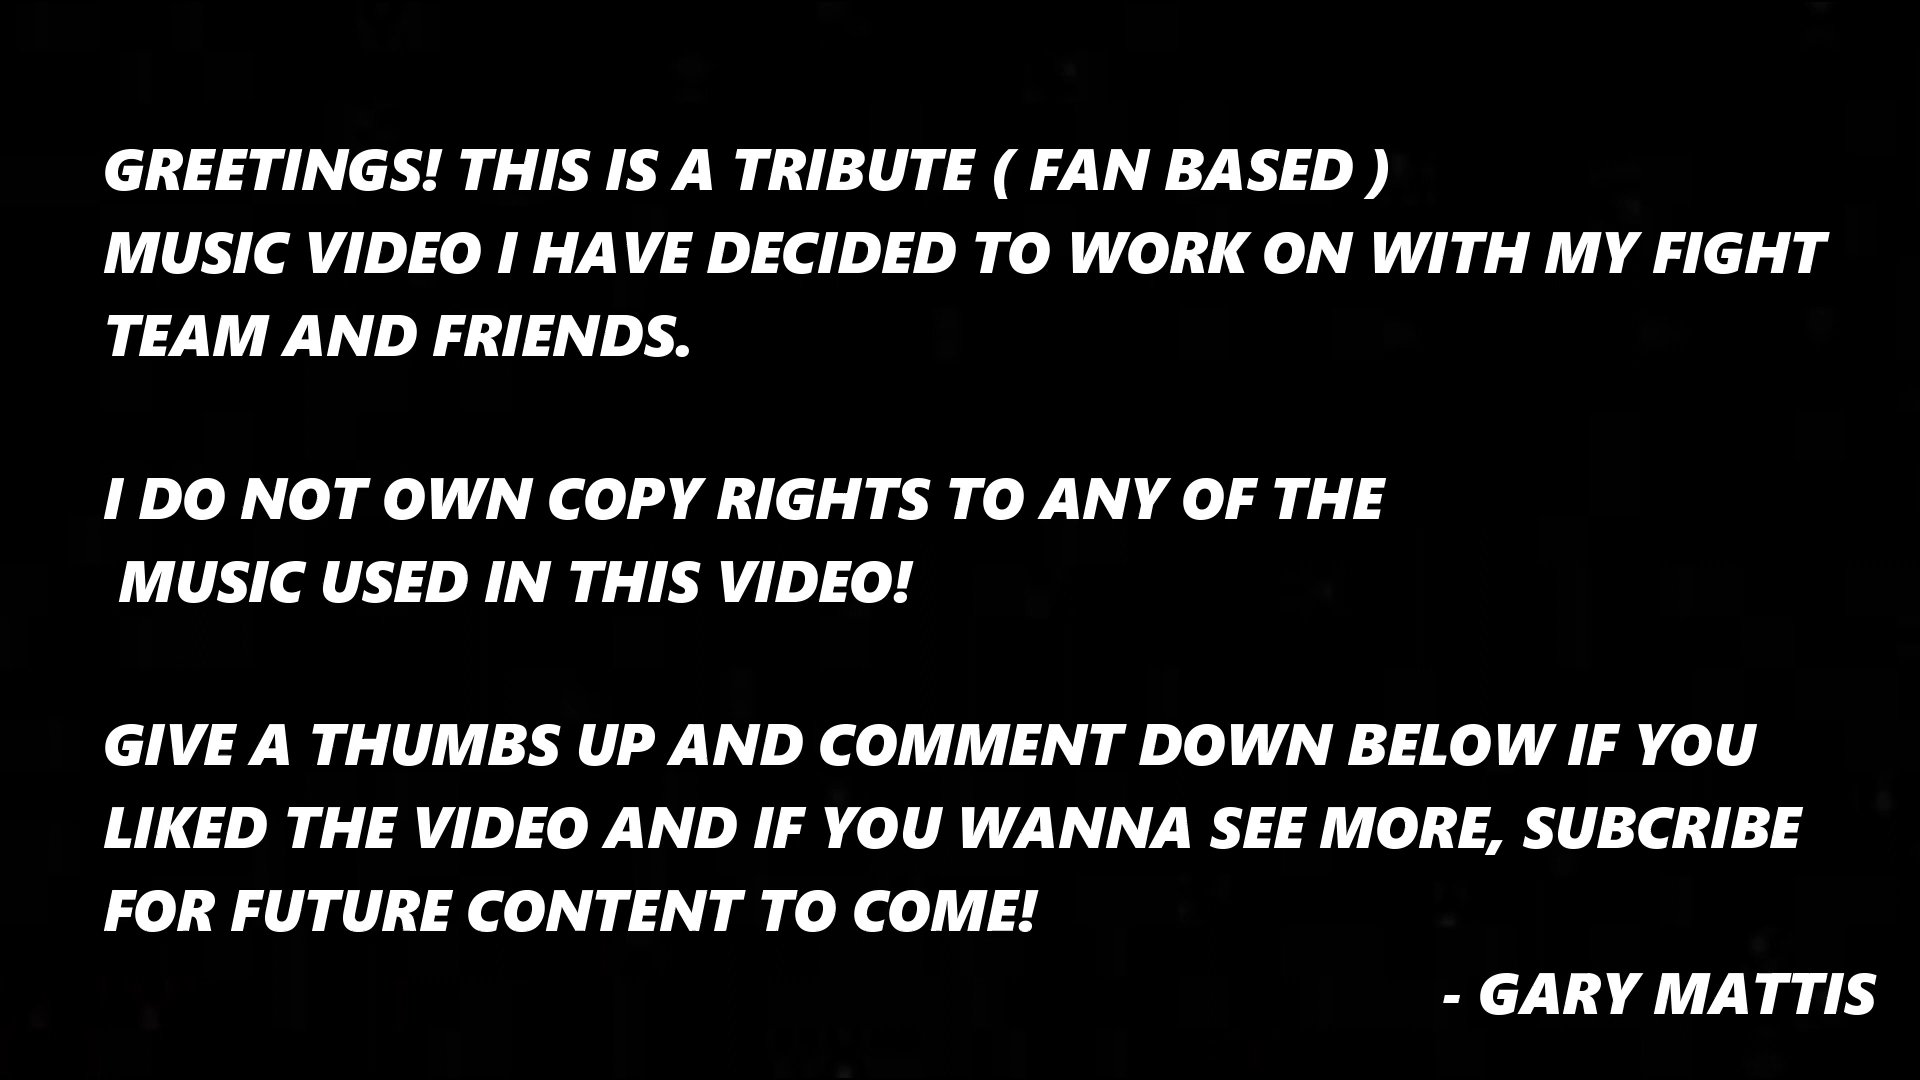 GREETINGS! THIS IS A TRIBUTE ( FAN BASED )
MUSIC VIDEO I HAVE DECIDED TO WORK ON WITH MY FIGHT
TEAM AND FRIENDS.
I DO NOT OWN COPY RIGHTS TO ANY OF THE
MUSIC USED IN THIS VIDEO!
GIVE A THUMBS UP AND COMMENT DOWN BELOW IF YOU
LIKED THE VIDEO AND IF YOU WANNA SEE MORE, SUBCRIBE
FOR FUTURE CONTENT TO COME!
- GARY MATTIS